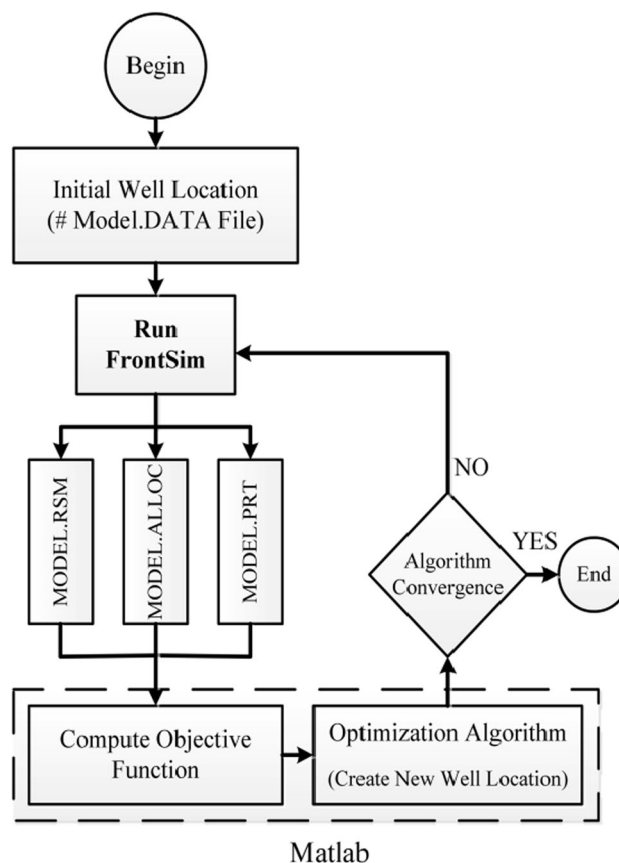 Begin
Initial Well Location
(# Model.DATA File)
Run
FrontSim
MODEL.RSM
MODEL.ALLOC
MODEL.PRT
NO
YES
Algorithm
Convergence
End
Compute Objective
Function
Optimization Algorithm
(Create New Well Location)
Matlab